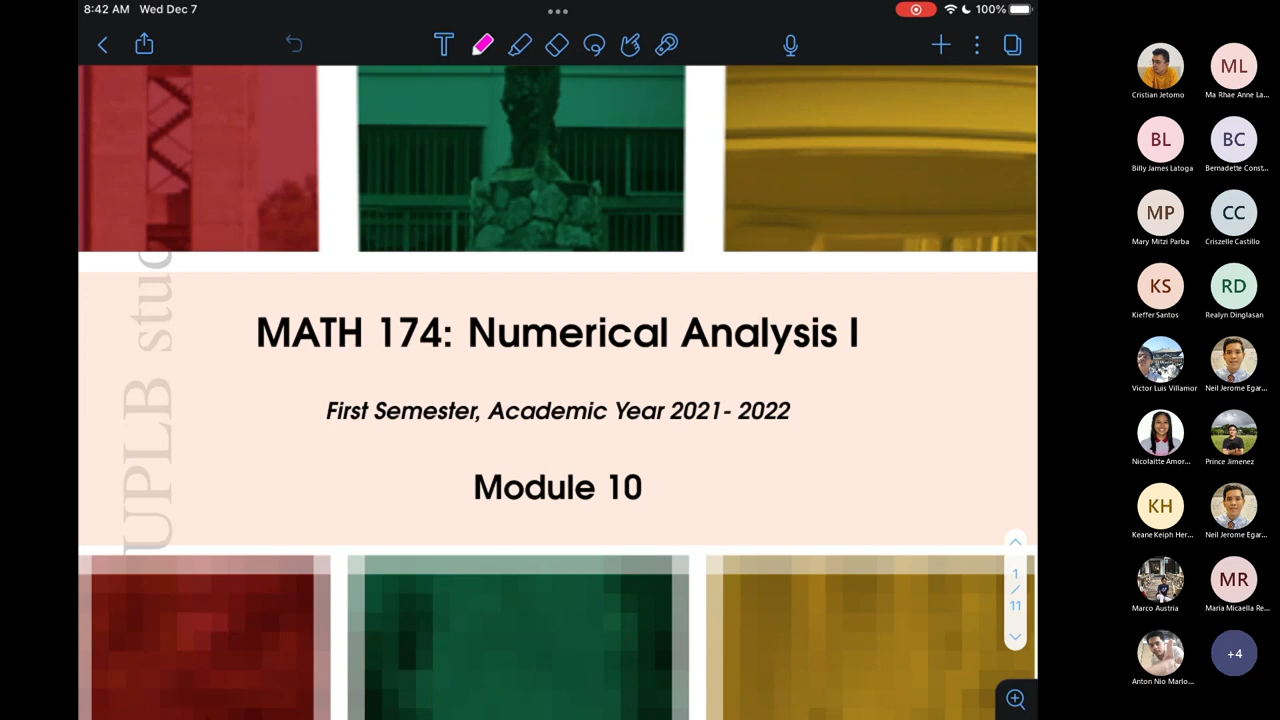 8:42 AM Wed Dec 7
100%
UPLB stud
MATH 174: Numerical Analysis I
First Semester, Academic Year 2021- 2022
Module 10
1
/
11
Cristian Jetomo
ML
Ma Rhae Anne La...
BL
Billy James Latoga
BC
Bernadette Const...
MP
Mary Mitzi Parba
CC
Criszelle Castillo
KS
Kieffer Santos
RD
Realyn Dinglasan
Victor Luis Villamor
Neil Jerome Egar...
Nicolaitte Amor...
Prince Jimenez
KH
Keane Keiph Her...
Neil Jerome Egar...
Marco Austria
MR
Maria Micaella Re...
Anton Nio Marlo...
+4